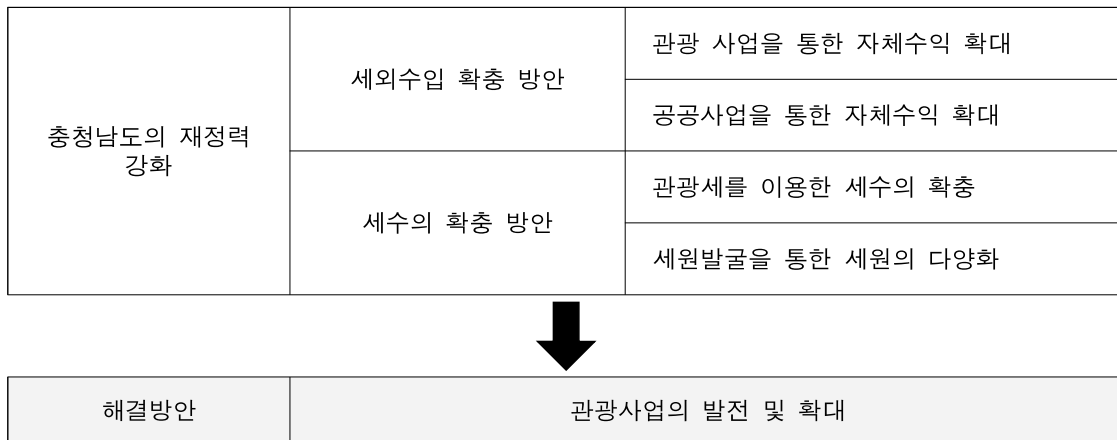 충청남도의 재정력
강화
세외수입 확충 방안
관광 사업을 통한 자체수익 확대
공공사업을 통한 자체수익 확대
세수의 확충 방안
관광세를 이용한 세수의 확충
세원발굴을 통한 세원의 다양화
해결방안
관광사업의 발전 및 확대